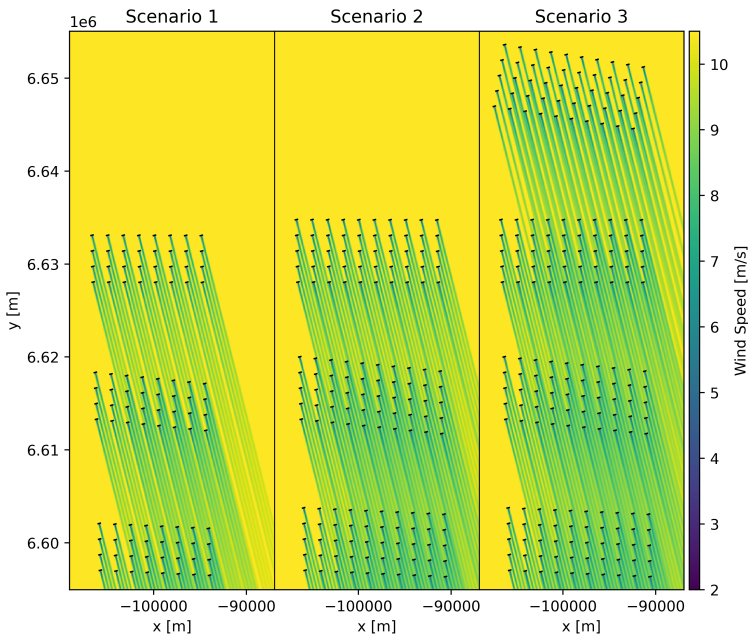 Scenario 1
Scenario 2
Scenario 3
1e6
6.65
6.64
6.63
6.62
6.61
6.60
y [m]
−100000 −90000
−100000 −90000
−100000 −90000
x [m]
x [m]
x [m]
10
9
8
7
6
5
4
3
2
Wind Speed [m/s]